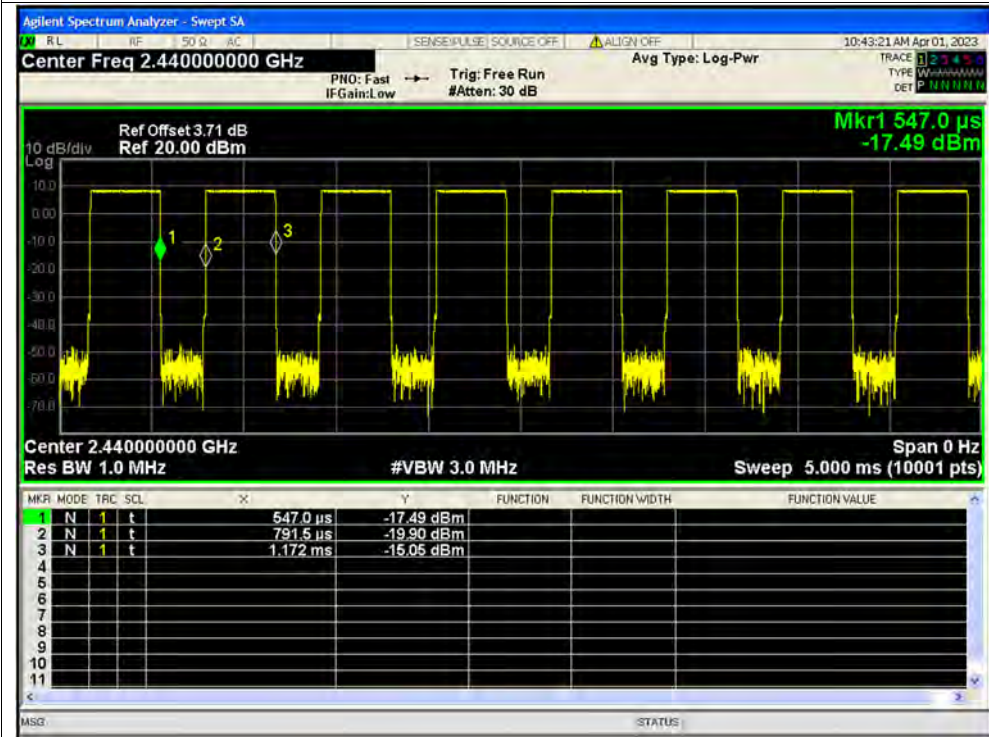 Agilent Spectrum Analyzer - Swept SA
RL RF 50 Ω AC SENSE:PULSE SOURCE OFF ALIGN OFF 10:43:21 AM Apr 01, 2023
Center Freq 2.440000000 GHz Avg Type: Log-Pwr TRACE 1 2 3 4 5 6
PNO: Fast Trig: Free Run TYPE W
IFGain:Low #Atten: 30 dB DET P N N N N N
Mkr1 547.0 µs
Ref Offset 3.71 dB
10 dB/div Ref 20.00 dBm -17.49 dBm
Log
10.0
0.00
1 2 3
-10.0
-20.0
-30.0
-40.0
-50.0
-60.0
-70.0
Center 2.440000000 GHz Span 0 Hz
Res BW 1.0 MHz #VBW 3.0 MHz Sweep 5.000 ms (10001 pts)
MKR MODE TRC SCL X Y FUNCTION FUNCTION WIDTH FUNCTION VALUE
1 N 1 t 547.0 µs -17.49 dBm
2 N 1 t 791.5 µs -19.90 dBm
3 N 1 t 1.172 ms -15.05 dBm
4
5
6
7
8
9
10
11
MSG STATUS